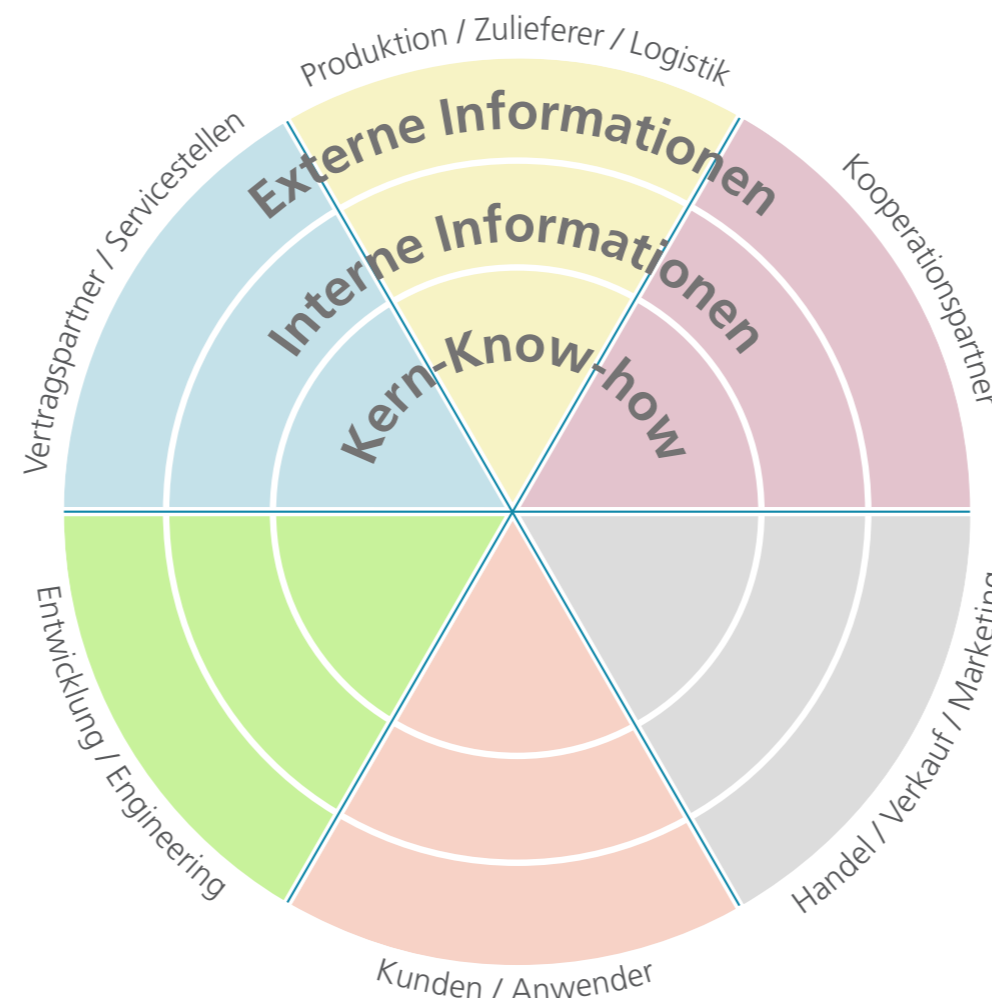 Produktion / Zulieferer / Logistik
Vertragspartner / Servicestellen
Kooperationspartner
Externe Informationen
Interne Informationen
Kern-Know-how
Entwicklung / Engineering
Handel / Verkauf / Marketing
Kunden / Anwender